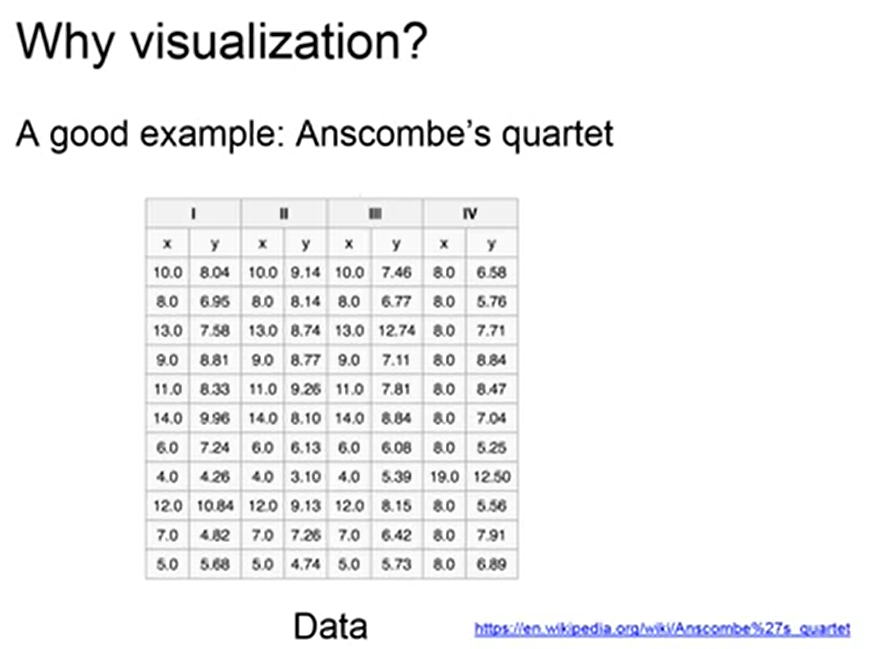 Why visualization?
A good example: Anscombe's quartet
I II III IV
x y x y x y x y
10.0 8.04 10.0 9.14 10.0 7.46 8.0 6.58
8.0 6.95 8.0 8.14 8.0 6.77 8.0 5.76
13.0 7.58 13.0 8.74 13.0 12.74 8.0 7.71
9.0 8.81 9.0 8.77 9.0 7.11 8.0 8.84
11.0 8.33 11.0 9.26 11.0 7.81 8.0 8.47
14.0 9.96 14.0 8.10 14.0 8.84 8.0 7.04
6.0 7.24 6.0 6.13 6.0 6.08 8.0 5.25
4.0 4.26 4.0 3.10 4.0 5.39 19.0 12.50
12.0 10.84 12.0 9.13 12.0 8.15 8.0 5.56
7.0 4.82 7.0 7.26 7.0 6.42 8.0 7.91
5.0 5.68 5.0 4.74 5.0 5.73 8.0 6.89
Data
https://en.wikipedia.org/wiki/Anscombe%27s_quartet